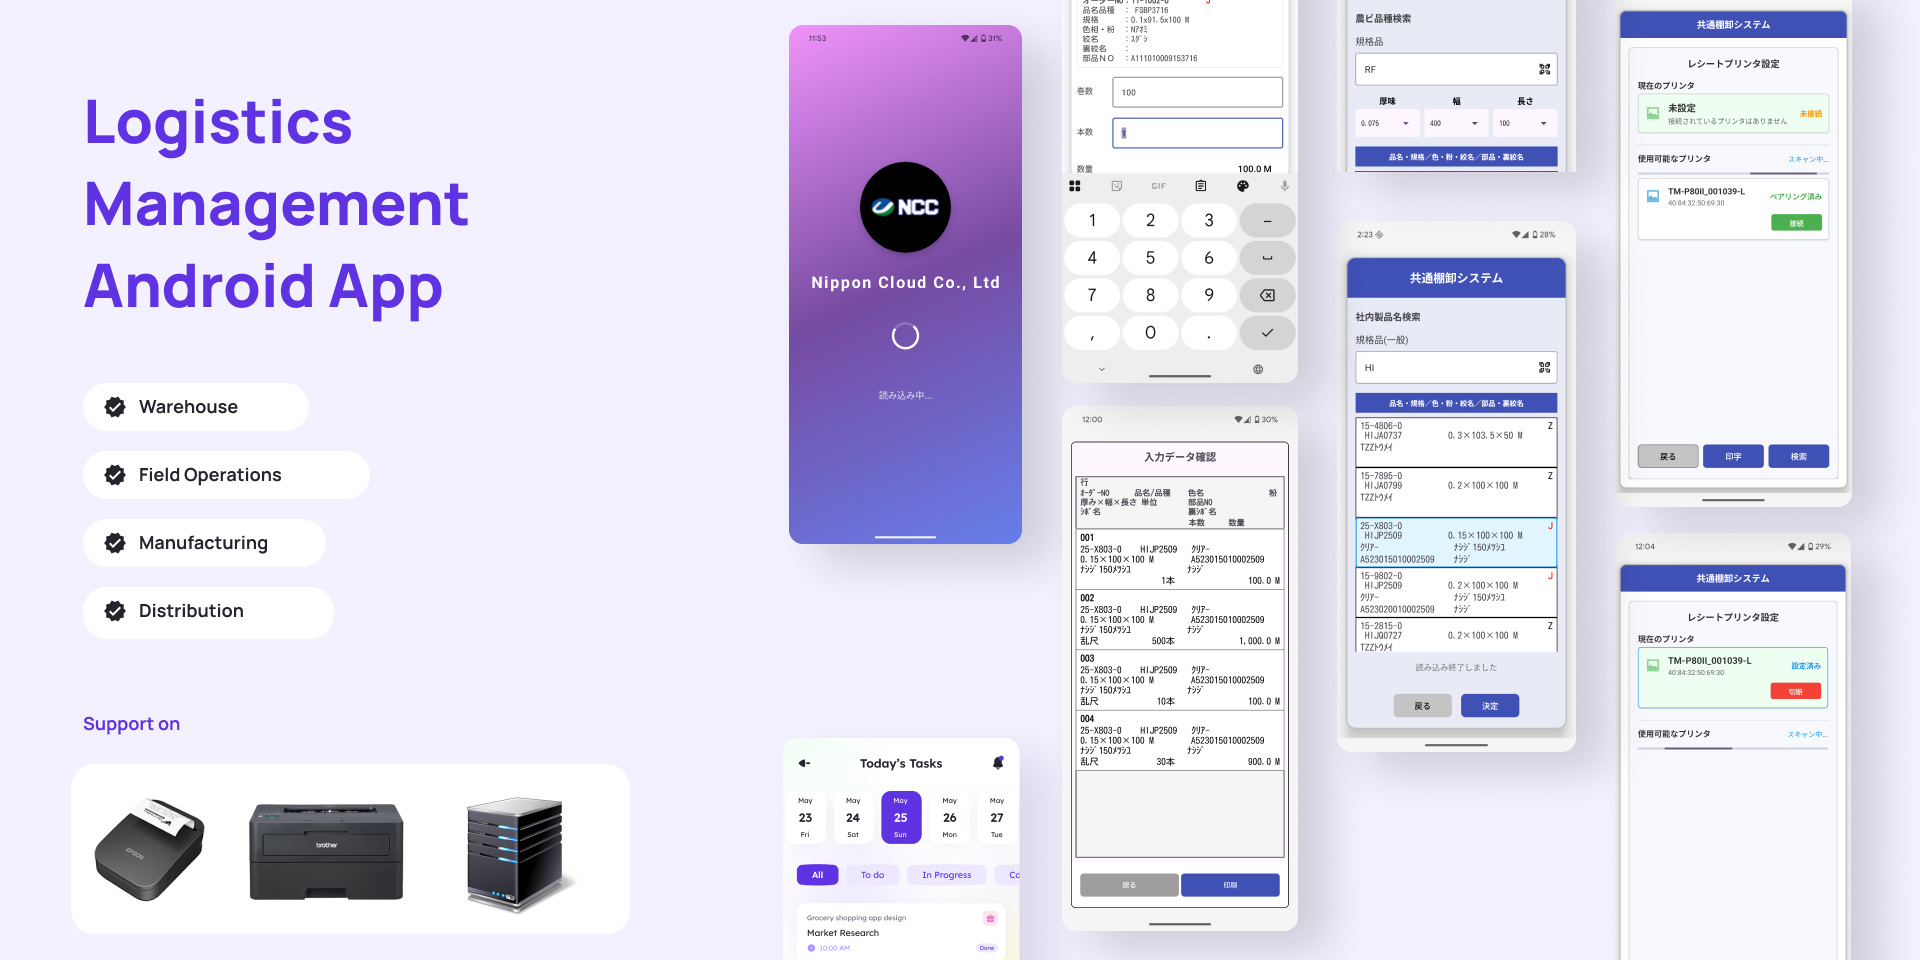 Logistics
Management
Android App
Warehouse
Field Operations
Manufacturing
Distribution
Support on
EPSON
brother
11:53
31%
NCC
Nippon Cloud Co., Ltd
読み込み中...
Today's Tasks
May
23
Fri
May
24
Sat
May
25
Sun
May
26
Mon
May
27
Tue
All
To do
In Progress
Grocery shopping app design
Market Research
10:00 AM
Done
品名品種 : FSBP3716
規格 : 0.1x91.5x100 M
色相・粉 : Nｱｵﾐ
絞名 : ｽﾀﾞｼ
裏絞名 :
部品ＮＯ : A111010009153716
巻数
100
本数
1
数量
100.0 M
GIF
1 2 3 –
4 5 6
7 8 9
, 0 .
12:00
30%
入力データ確認
行
ｵｰﾀﾞｰNO 品名/品種 色名 粉
厚み×幅×長さ 単位 部品NO
ｼﾎﾞ名 裏ｼﾎﾞ名
本数 数量
001
25-X803-0 HIJP2509 ｸﾘｱｰ
0.15×100×100 M A523015010002509
ﾅｼｼﾞ150ﾒﾂｼﾕ ﾅｼｼﾞ
1本 100.0 M
002
25-X803-0 HIJP2509 ｸﾘｱｰ
0.15×100×100 M A523015010002509
ﾅｼｼﾞ150ﾒﾂｼﾕ ﾅｼｼﾞ
乱尺 500本 1,000.0 M
003
25-X803-0 HIJP2509 ｸﾘｱｰ
0.15×100×100 M A523015010002509
ﾅｼｼﾞ150ﾒﾂｼﾕ ﾅｼｼﾞ
乱尺 10本 100.0 M
004
25-X803-0 HIJP2509 ｸﾘｱｰ
0.15×100×100 M A523015010002509
ﾅｼｼﾞ150ﾒﾂｼﾕ ﾅｼｼﾞ
乱尺 30本 900.0 M
戻る
印刷
農ビ品種検索
規格品
RF
厚味 幅 長さ
0.075 400 100
品名・規格／色・粉・絞名／部品・裏絞名
2:23
28%
共通棚卸システム
社内製品名検索
規格品(一般)
HI
品名・規格／色・粉・絞名／部品・裏絞名
15-4806-0 Z
HIJA0737 0.3×103.5×50 M
TZZﾄｳﾒｲ
15-7895-0 Z
HIJA0799 0.2×100×100 M
TZZﾄｳﾒｲ
25-X803-0 J
HIJP2509 0.15×100×100 M
ｸﾘｱｰ ﾅｼｼﾞ150ﾒﾂｼﾕ
A523015010002509 ﾅｼｼﾞ
15-9802-0 J
HIJP2509 0.2×100×100 M
ｸﾘｱｰ ﾅｼｼﾞ150ﾒﾂｼﾕ
A523020010002509 ﾅｼｼﾞ
15-2815-0 Z
HIJQ0727 0.2×100×100 M
TZZﾄｳﾒｲ
読み込み終了しました
戻る
決定
共通棚卸システム
レシートプリンタ設定
現在のプリンタ
未設定
接続されているプリンタはありません
未接続
使用可能なプリンタ
スキャン中...
TM-P80II_001039-L
40:84:32:50:69:30
ペアリング済み
接続
戻る
印字
検索
12:04
29%
共通棚卸システム
レシートプリンタ設定
現在のプリンタ
TM-P80II_001039-L
40:84:32:50:69:30
設定済み
切断
使用可能なプリンタ
スキャン中...